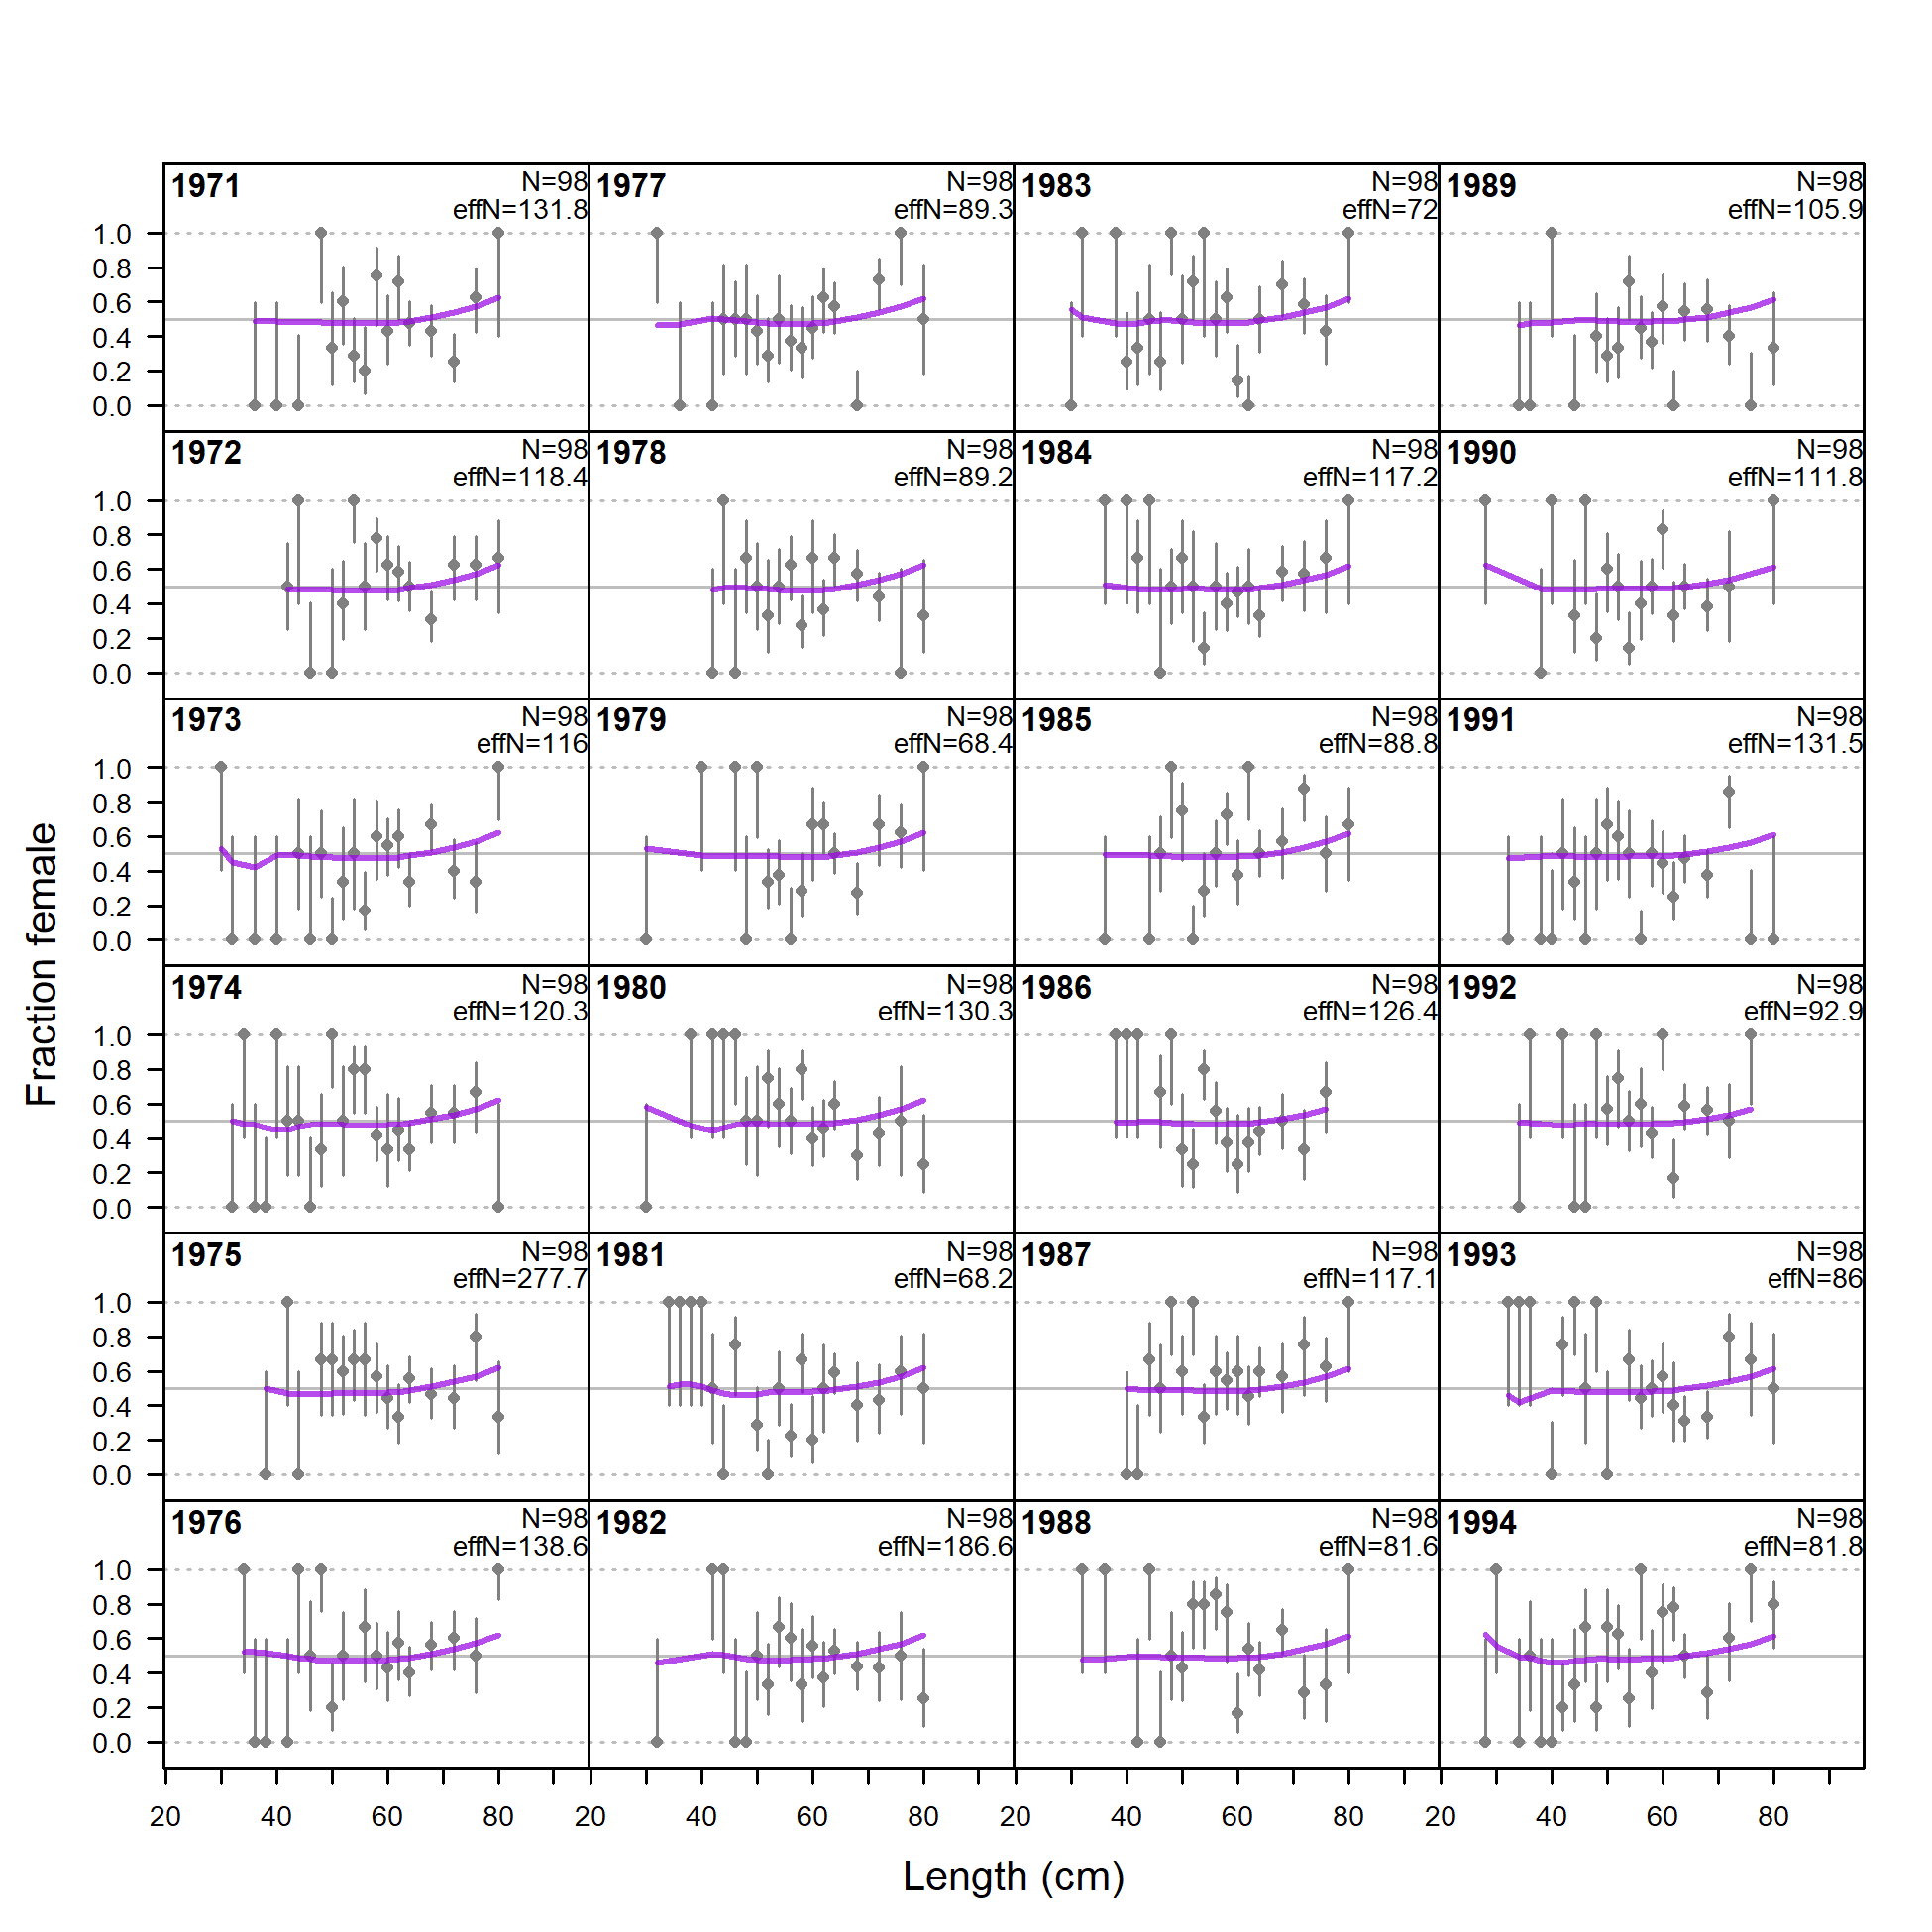 1971 N=98 1977 N=98 1983 N=98 1989 N=98
effN=131.8 effN=89.3 effN=72 effN=105.9
1.0
0.8
0.6
0.4
0.2
0.0
1972 N=98 1978 N=98 1984 N=98 1990 N=98
effN=118.4 effN=89.2 effN=117.2 effN=111.8
1.0
0.8
0.6
0.4
0.2
0.0
1973 N=98 1979 N=98 1985 N=98 1991 N=98
effN=116 effN=68.4 effN=88.8 effN=131.5
1.0
0.8
0.6
0.4
0.2
0.0
Fraction female
1974 N=98 1980 N=98 1986 N=98 1992 N=98
effN=120.3 effN=130.3 effN=126.4 effN=92.9
1.0
0.8
0.6
0.4
0.2
0.0
1975 N=98 1981 N=98 1987 N=98 1993 N=98
effN=277.7 effN=68.2 effN=117.1 effN=86
1.0
0.8
0.6
0.4
0.2
0.0
1976 N=98 1982 N=98 1988 N=98 1994 N=98
effN=138.6 effN=186.6 effN=81.6 effN=81.8
1.0
0.8
0.6
0.4
0.2
0.0
20 40 60 80 20 40 60 80 20 40 60 80 20 40 60 80
Length (cm)